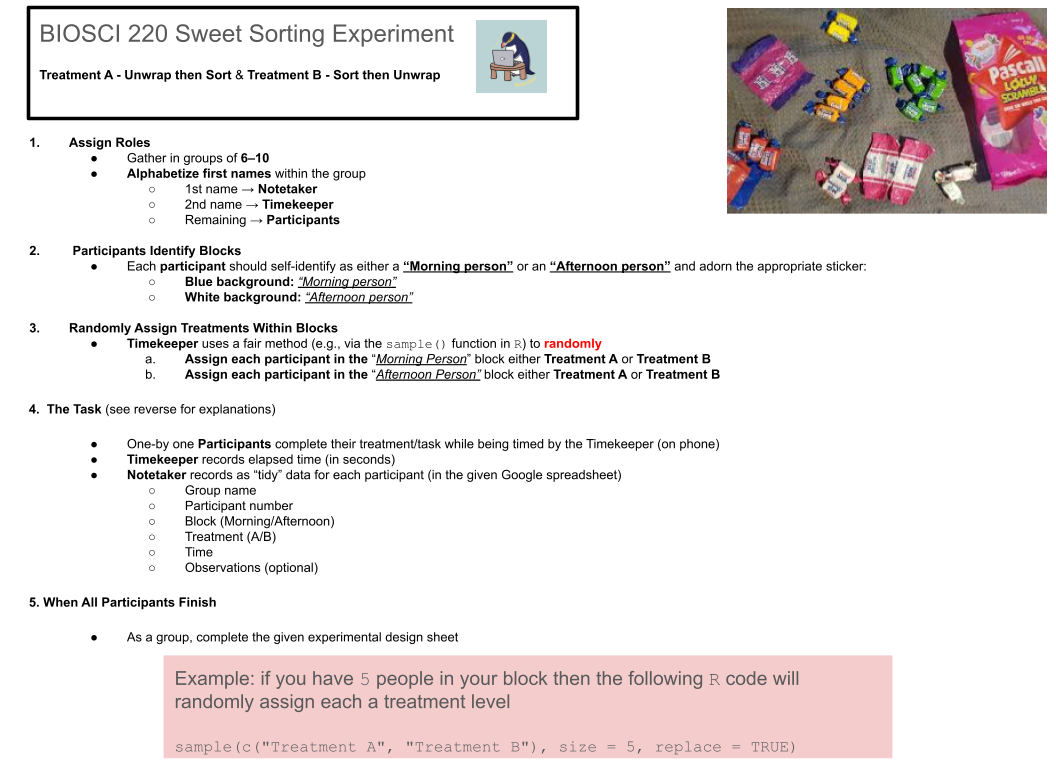 BIOSCI 220 Sweet Sorting Experiment
Treatment A - Unwrap then Sort & Treatment B - Sort then Unwrap
Pascall
LOLLY
SCRAMBLE
1. Assign Roles
● Gather in groups of 6–10
● Alphabetize first names within the group
○ 1st name → Notetaker
○ 2nd name → Timekeeper
○ Remaining → Participants
2. Participants Identify Blocks
● Each participant should self-identify as either a “Morning person” or an “Afternoon person” and adorn the appropriate sticker:
○ Blue background: “Morning person”
○ White background: “Afternoon person”
3. Randomly Assign Treatments Within Blocks
● Timekeeper uses a fair method (e.g., via the sample() function in R) to randomly
a. Assign each participant in the “Morning Person” block either Treatment A or Treatment B
b. Assign each participant in the “Afternoon Person” block either Treatment A or Treatment B
4. The Task (see reverse for explanations)
● One-by one Participants complete their treatment/task while being timed by the Timekeeper (on phone)
● Timekeeper records elapsed time (in seconds)
● Notetaker records as “tidy” data for each participant (in the given Google spreadsheet)
○ Group name
○ Participant number
○ Block (Morning/Afternoon)
○ Treatment (A/B)
○ Time
○ Observations (optional)
5. When All Participants Finish
● As a group, complete the given experimental design sheet
Example: if you have 5 people in your block then the following R code will
randomly assign each a treatment level
sample(c("Treatment A", "Treatment B"), size = 5, replace = TRUE)